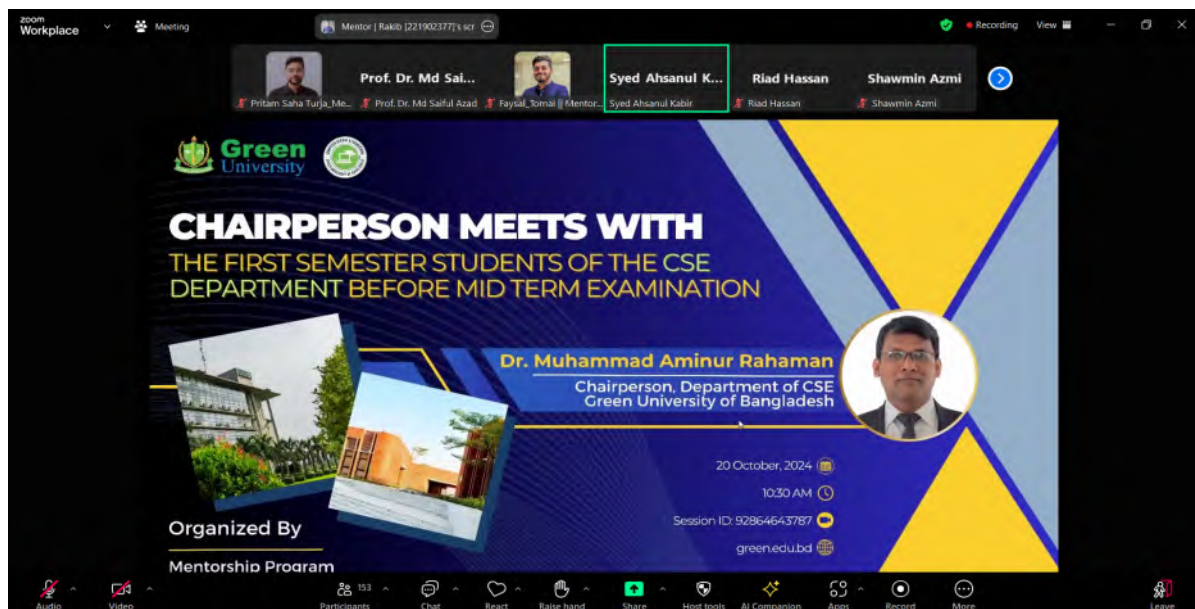 zoom
Workplace
Meeting
Mentor | Rakib [221902377]'s scr
Recording
View
Prof. Dr. Md Sai...
Syed Ahsanul K...
Riad Hassan
Shawmin Azmi
Pritam Saha Turja_Me...
Prof. Dr. Md Saiful Azad
Faysal_Tomal || Mentor...
Syed Ahsanul Kabir
Riad Hassan
Shawmin Azmi
Green
University
CHAIRPERSON MEETS WITH
THE FIRST SEMESTER STUDENTS OF THE CSE
DEPARTMENT BEFORE MID TERM EXAMINATION
Dr. Muhammad Aminur Rahaman
Chairperson, Department of CSE
Green University of Bangladesh
20 October, 2024
10:30 AM
Session ID: 92864643787
green.edu.bd
Organized By
Mentorship Program
Audio
Video
153
Participants
Chat
React
Raise hand
Share
Host tools
AI Companion
Apps
Record
More
Leave